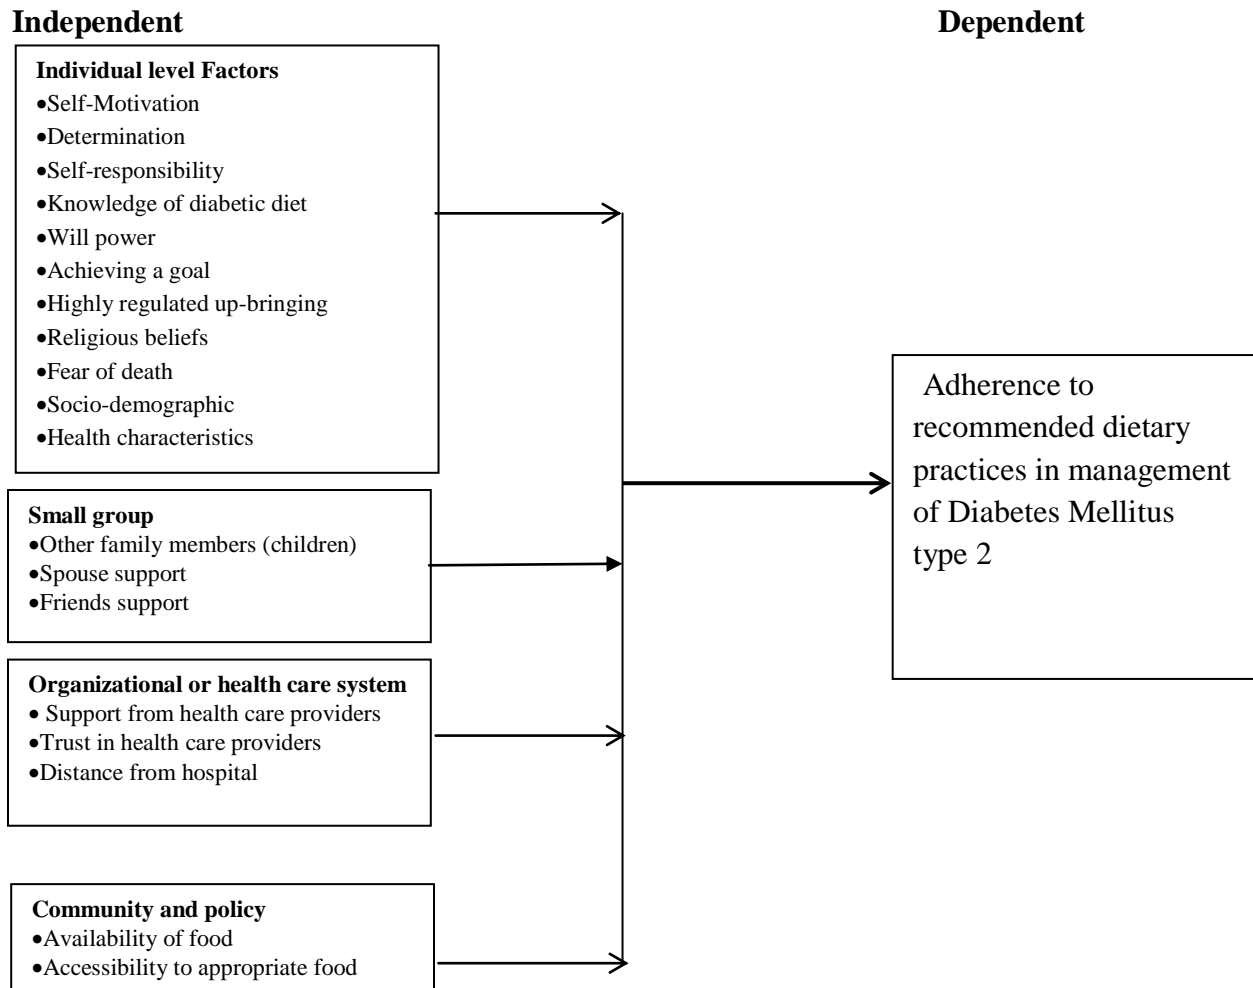 Independent
Dependent
Individual level Factors
•Self-Motivation
•Determination
•Self-responsibility
•Knowledge of diabetic diet
•Will power
•Achieving a goal
•Highly regulated up-bringing
•Religious beliefs
•Fear of death
•Socio-demographic
•Health characteristics
Small group
•Other family members (children)
•Spouse support
•Friends support
Organizational or health care system
• Support from health care providers
•Trust in health care providers
•Distance from hospital
Community and policy
•Availability of food
•Accessibility to appropriate food
Adherence to
recommended dietary
practices in management
of Diabetes Mellitus
type 2